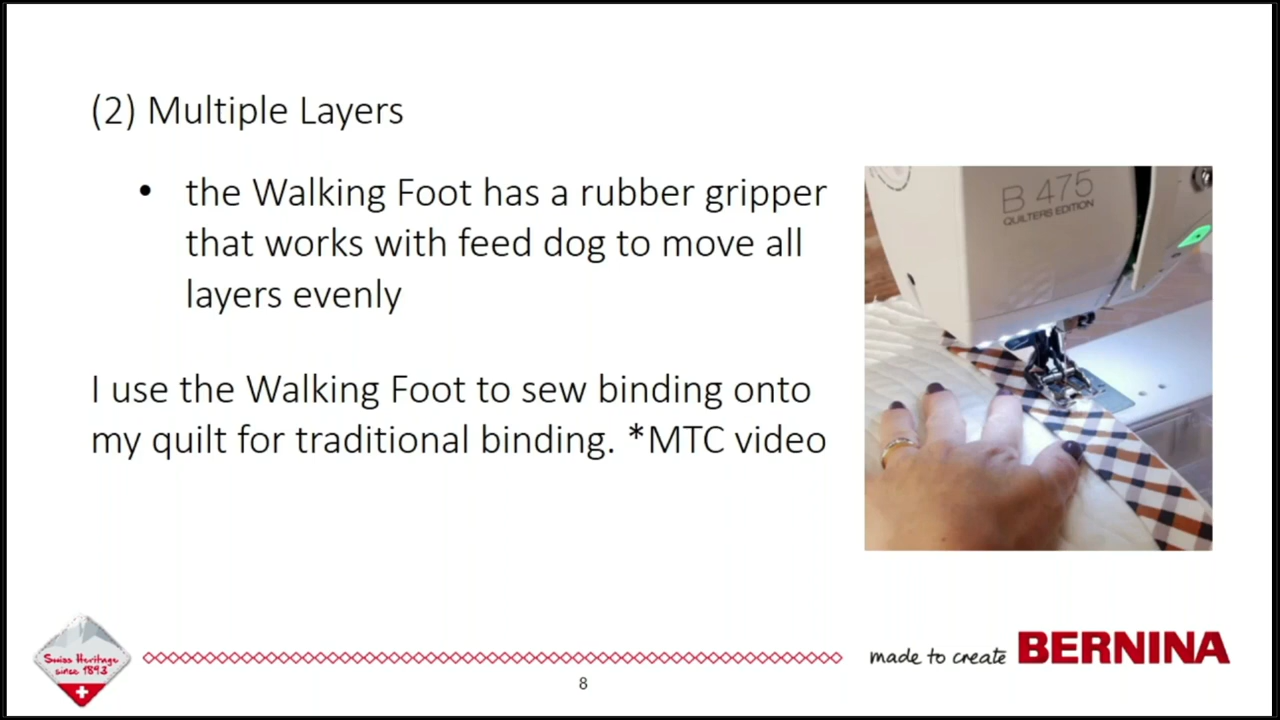 (2) Multiple Layers
• the Walking Foot has a rubber gripper
that works with feed dog to move all
layers evenly
I use the Walking Foot to sew binding onto
my quilt for traditional binding. *MTC video
B 475
QUILTERS EDITION
Swiss Heritage
since 1893
made to create BERNINA
8